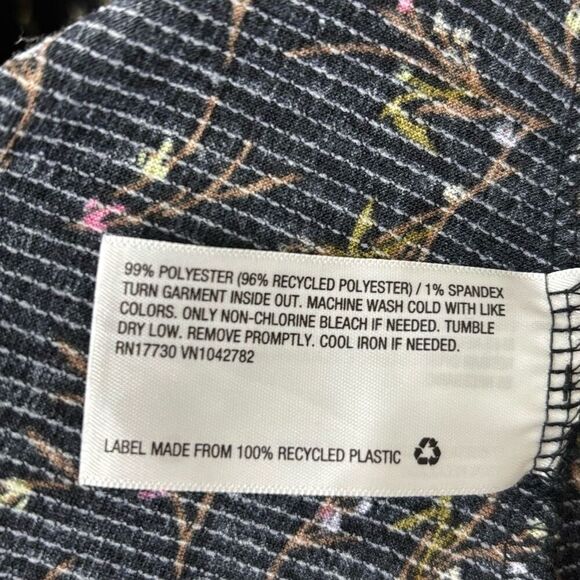 99% POLYESTER (96% RECYCLED POLYESTER) / 1% SPANDEX
TURN GARMENT INSIDE OUT. MACHINE WASH COLD WITH LIKE
COLORS. ONLY NON-CHLORINE BLEACH IF NEEDED. TUMBLE
DRY LOW. REMOVE PROMPTLY. COOL IRON IF NEEDED.
RN17730 VN1042782
LABEL MADE FROM 100% RECYCLED PLASTIC